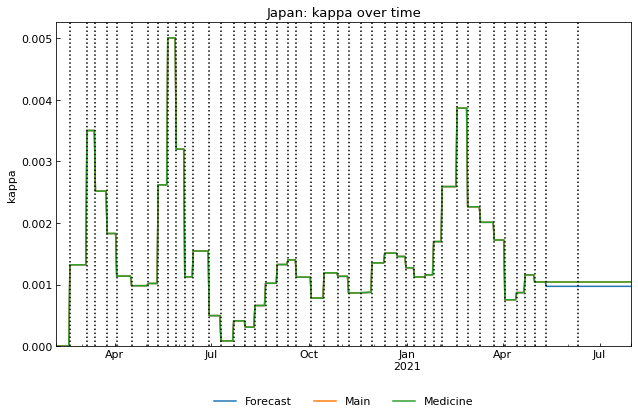 Japan: kappa over time
0.005
0.004
0.003
0.002
0.001
0.000
kappa
Apr Jul Oct Jan Apr Jul
2021
Forecast Main Medicine